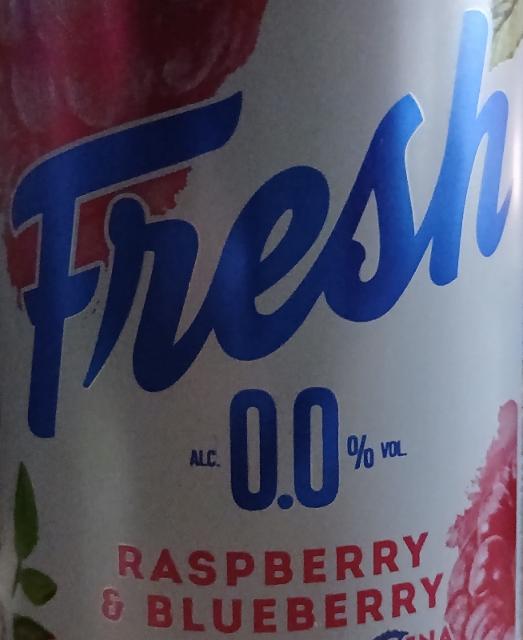 Fresh
ALC. 0.0 % VOL.
RASPBERRY
& BLUEBERRY